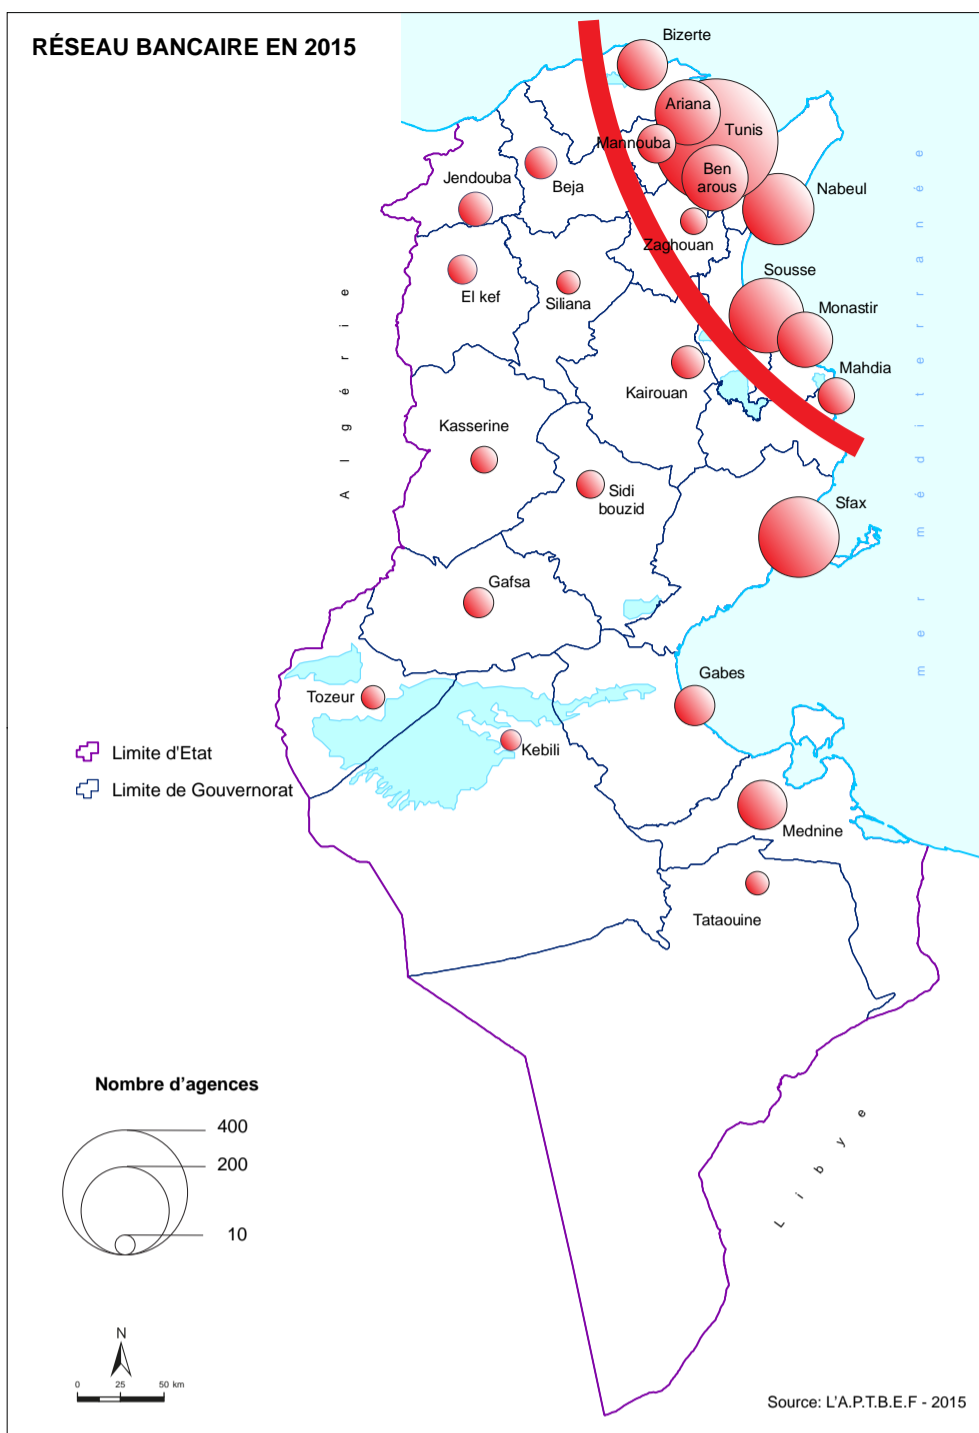 RÉSEAU BANCAIRE EN 2015
Bizerte
Ariana
Tunis
Mannouba
Ben
arous
Nabeul
Jendouba
Beja
Zaghouan
El kef
Siliana
Sousse
Monastir
Mahdia
Kairouan
Kasserine
Sidi
bouzid
Sfax
Gafsa
Tozeur
Kebili
Gabes
Mednine
Tataouine
Algérie
mer méditerranée
Libye
Limite d'Etat
Limite de Gouvernorat
Nombre d’agences
400
200
10
N
0 25 50 km
Source: L'A.P.T.B.E.F - 2015